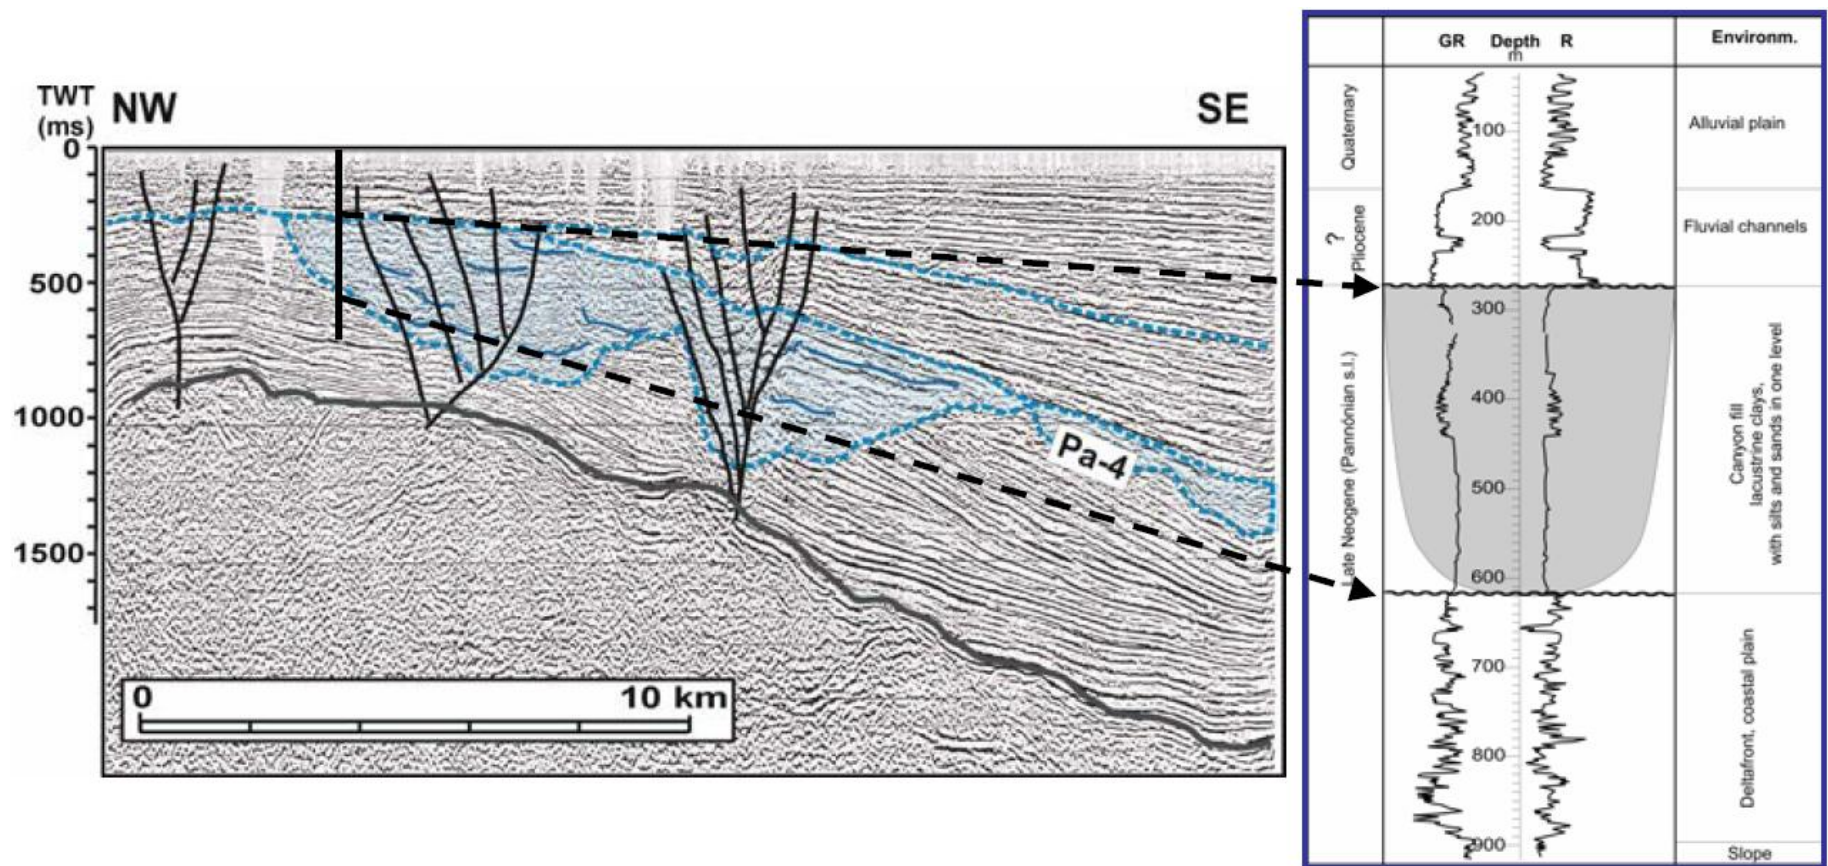 TWT
(ms)
NW
SE
0
500
1000
1500
Pa-4
0
10 km
GR
Depth
m
R
Environm.
Quaternary
?
Pliocene
Late Neogene (Pannónian s.l.)
100
200
300
400
500
600
700
800
900
Alluvial plain
Fluvial channels
Canyon fill
lacustrine clays,
with silts and sands in one level
Deltafront, coastal plain
Slope